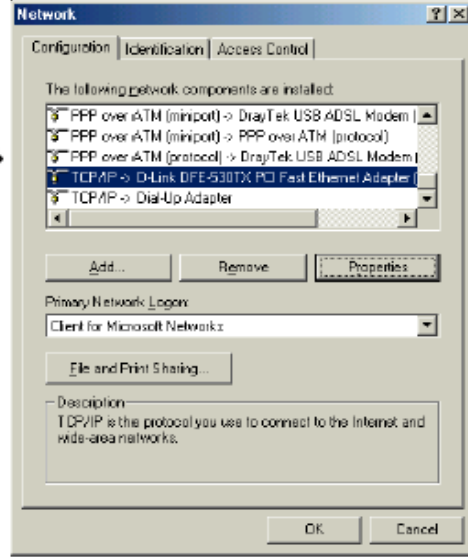 Network
Configuration Identification Access Control
The following network components are installed:
PPP over ATM (miniport) -> DrayTek USB ADSL Modem (
PPP over ATM (miniport) -> PPP over ATM (protocol)
PPP over ATM (protocol) -> DrayTek USB ADSL Modem (
TCP/IP -> D-Link DFE-530TX PCI Fast Ethernet Adapter (
TCP/IP -> Dial-Up Adapter
Add... Remove Properties
Primary Network Logon:
Client for Microsoft Networks
File and Print Sharing...
Description
TCP/IP is the protocol you use to connect to the Internet and
wide-area networks.
OK Cancel